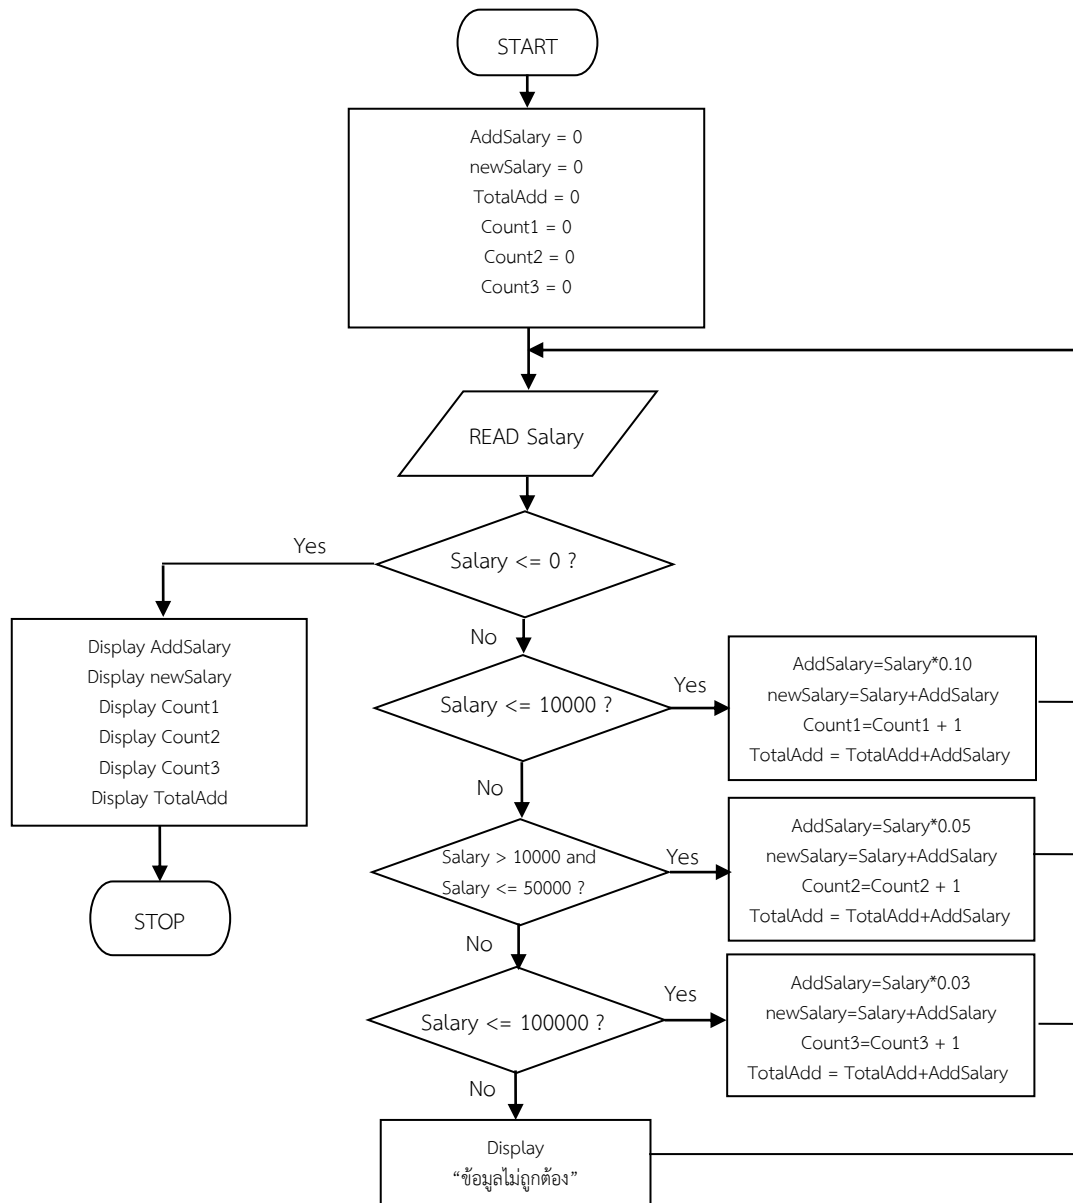 START
AddSalary = 0
newSalary = 0
TotalAdd = 0
Count1 = 0
Count2 = 0
Count3 = 0
READ Salary
Salary <= 0 ?
Yes
Display AddSalary
Display newSalary
Display Count1
Display Count2
Display Count3
Display TotalAdd
STOP
No
Salary <= 10000 ?
Yes
AddSalary=Salary*0.10
newSalary=Salary+AddSalary
Count1=Count1 + 1
TotalAdd = TotalAdd+AddSalary
No
Salary > 10000 and
Salary <= 50000 ?
Yes
AddSalary=Salary*0.05
newSalary=Salary+AddSalary
Count2=Count2 + 1
TotalAdd = TotalAdd+AddSalary
No
Salary <= 100000 ?
Yes
AddSalary=Salary*0.03
newSalary=Salary+AddSalary
Count3=Count3 + 1
TotalAdd = TotalAdd+AddSalary
No
Display
“ข้อมูลไม่ถูกต้อง”